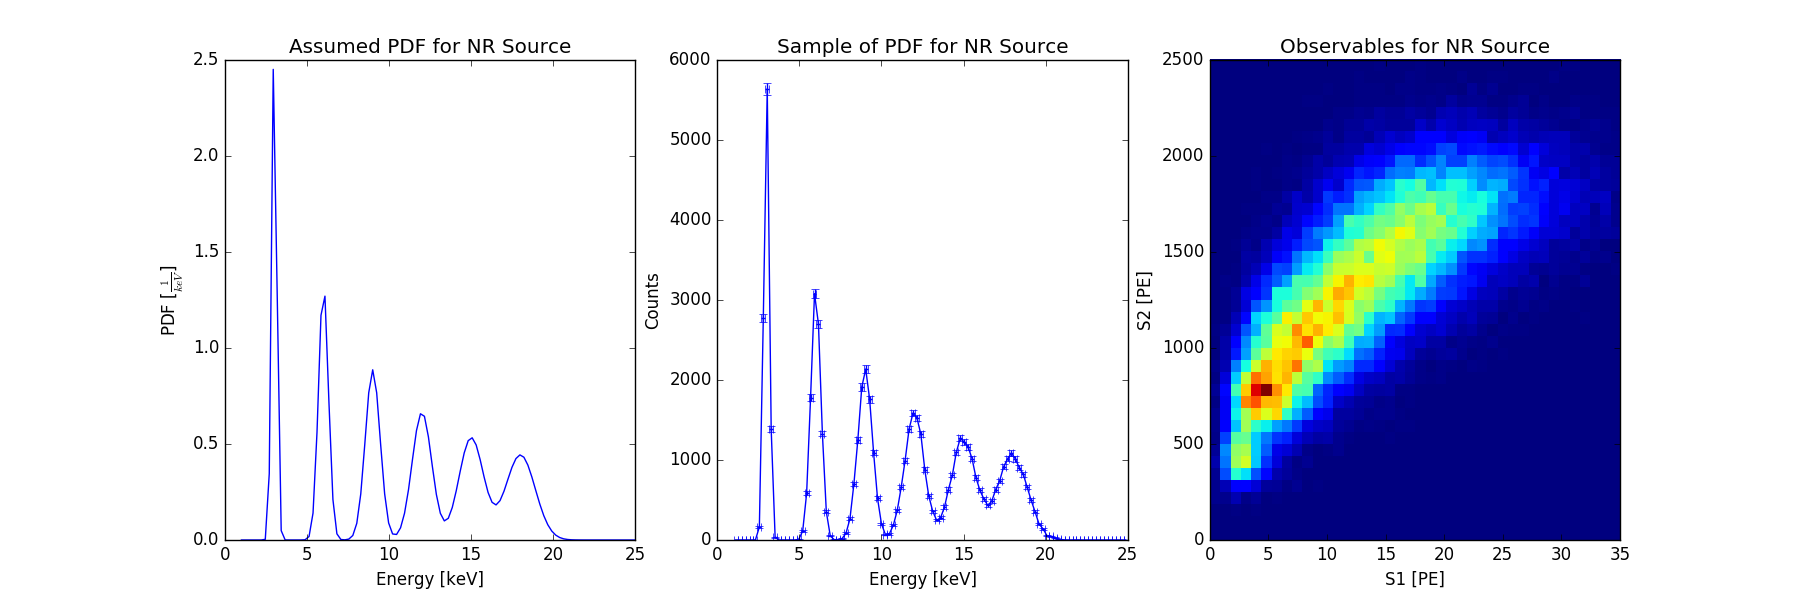 Assumed PDF for NR Source
2.5
2.0
1.5
1.0
0.5
0.0
PDF [1/keV]
0 5 10 15 20 25
Energy [keV]
Sample of PDF for NR Source
6000
5000
4000
3000
2000
1000
0
Counts
0 5 10 15 20 25
Energy [keV]
Observables for NR Source
2500
2000
1500
1000
500
0
S2 [PE]
0 5 10 15 20 25 30 35
S1 [PE]